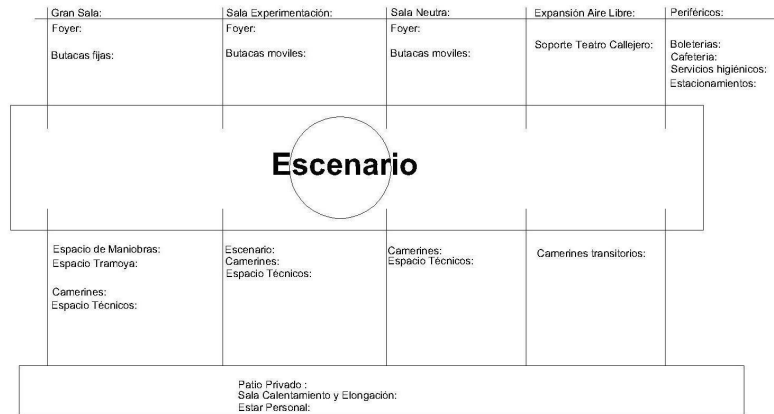 Gran Sala:
Foyer:
Butacas fijas:
Sala Experimentación:
Foyer:
Butacas moviles:
Sala Neutra:
Foyer:
Butacas moviles:
Expansión Aire Libre:
Soporte Teatro Callejero:
Periféricos:
Boleterias:
Cafeteria:
Servicios higiénicos:
Estacionamientos:
Escenario
Espacio de Maniobras:
Espacio Tramoya:
Camerines:
Espacio Técnicos:
Escenario:
Camerines:
Espacio Técnicos:
Camerines:
Espacio Técnicos:
Camerines transitorios:
Patio Privado :
Sala Calentamiento y Elongación:
Estar Personal: